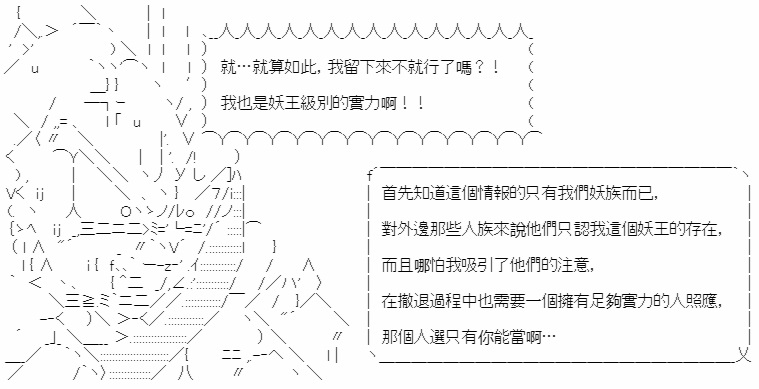 就…就算如此，我留下來不就行了嗎？！
我也是妖王級別的實力啊！！
首先知道這個情報的只有我們妖族而已，
對外邊那些人族來說他們只認我這個妖王的存在，
而且哪怕我吸引了他們的注意，
在撤退過程中也需要一個擁有足夠實力的人照應，
那個人選只有你能當啊…